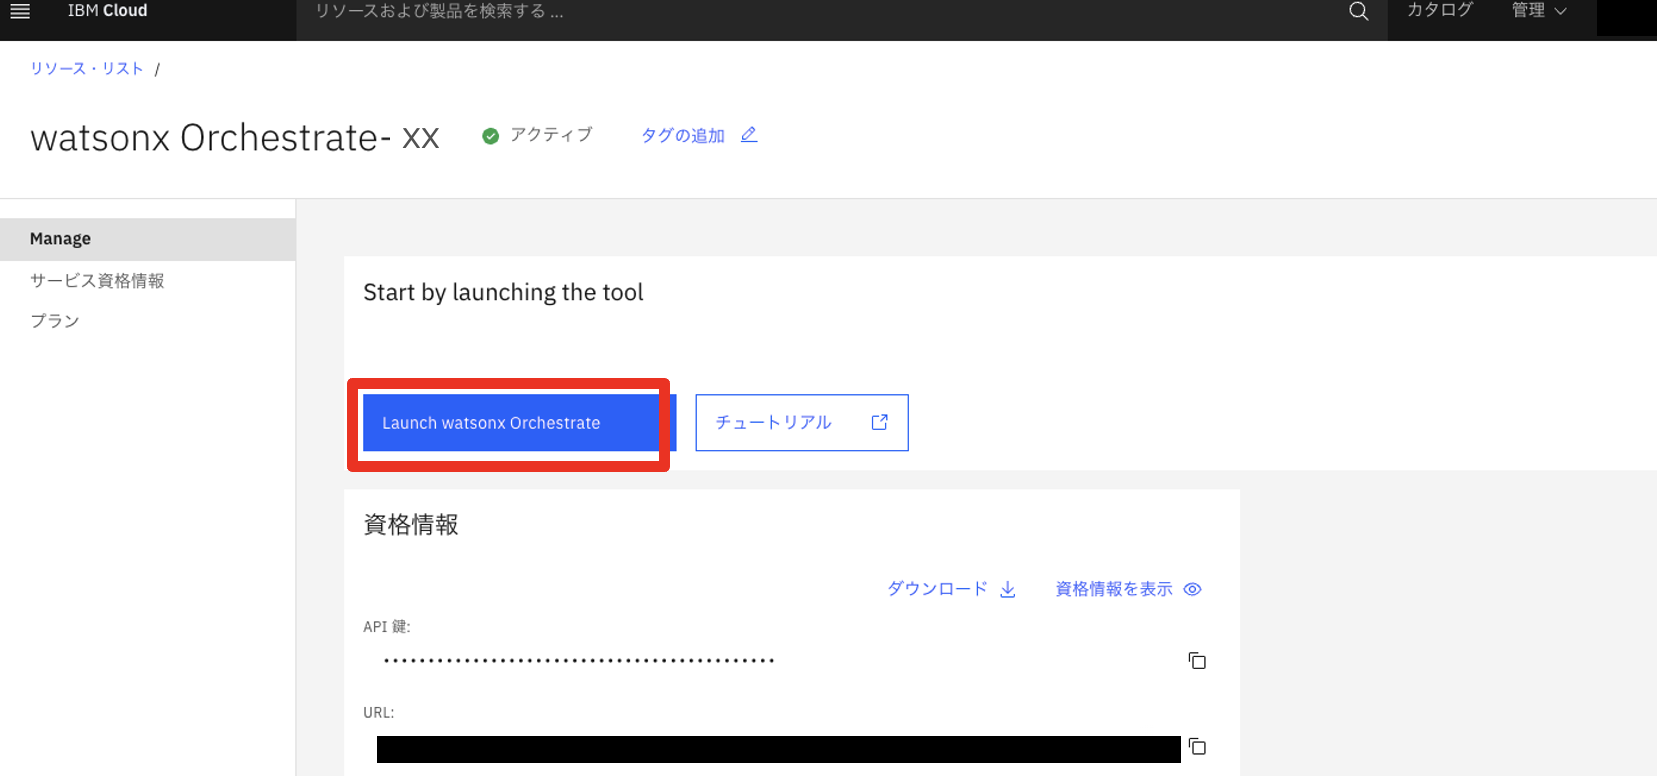 IBM Cloud
リソースおよび製品を検索する ...
カタログ
管理
リソース・リスト /
watsonx Orchestrate- XX
アクティブ
タグの追加
Manage
サービス資格情報
プラン
Start by launching the tool
Launch watsonx Orchestrate
チュートリアル
資格情報
ダウンロード
資格情報を表示
API 鍵:
••••••••••••••••••••••••••••••••••••••••••••
URL: